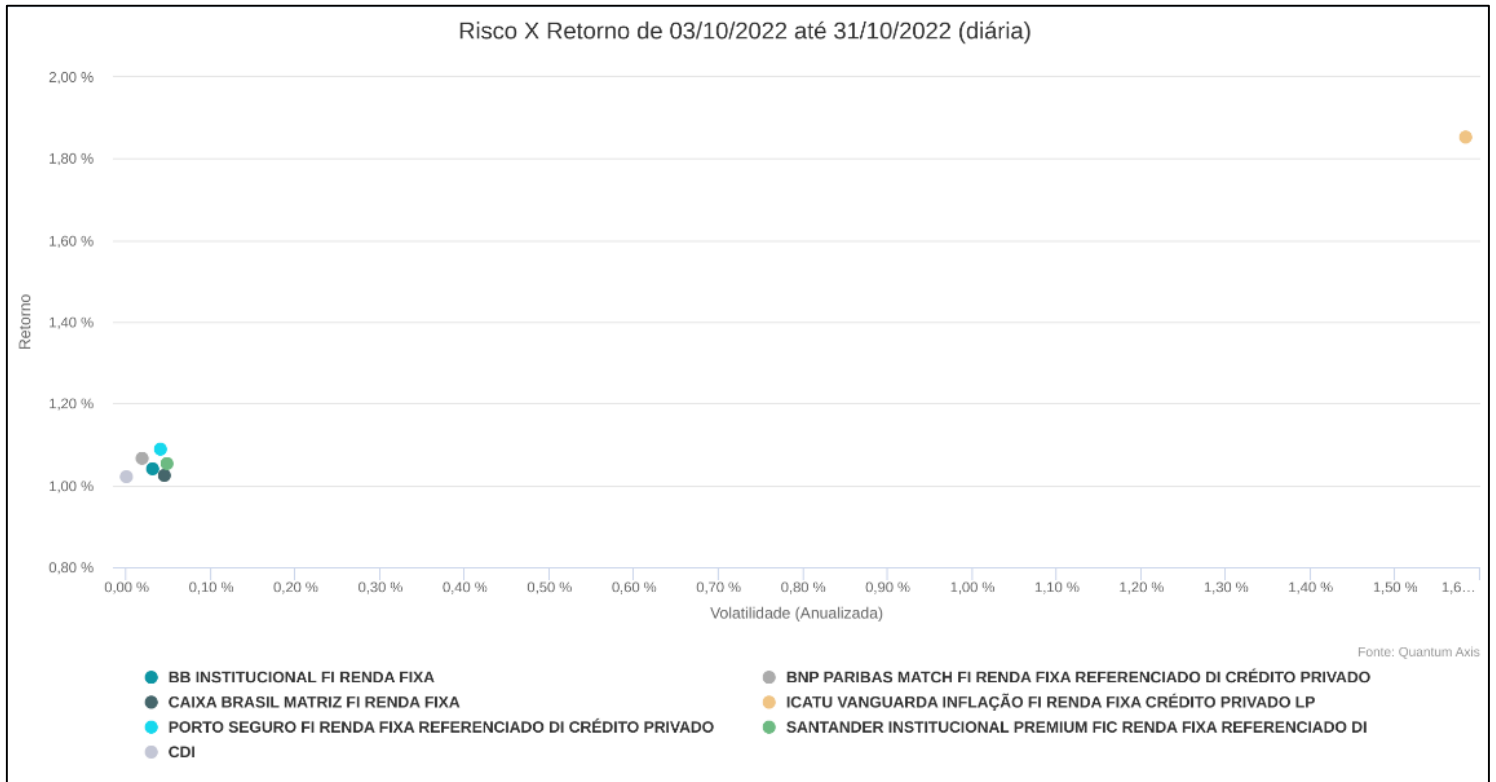 Risco X Retorno de 03/10/2022 até 31/10/2022 (diária)
2,00 %
1,80 %
1,60 %
1,40 %
1,20 %
1,00 %
0,80 %
Retorno
0,00 % 0,10 % 0,20 % 0,30 % 0,40 % 0,50 % 0,60 % 0,70 % 0,80 % 0,90 % 1,00 % 1,10 % 1,20 % 1,30 % 1,40 % 1,50 % 1,6…
Volatilidade (Anualizada)
Fonte: Quantum Axis
BB INSTITUCIONAL FI RENDA FIXA
BNP PARIBAS MATCH FI RENDA FIXA REFERENCIADO DI CRÉDITO PRIVADO
CAIXA BRASIL MATRIZ FI RENDA FIXA
ICATU VANGUARDA INFLAÇÃO FI RENDA FIXA CRÉDITO PRIVADO LP
PORTO SEGURO FI RENDA FIXA REFERENCIADO DI CRÉDITO PRIVADO
SANTANDER INSTITUCIONAL PREMIUM FIC RENDA FIXA REFERENCIADO DI
CDI